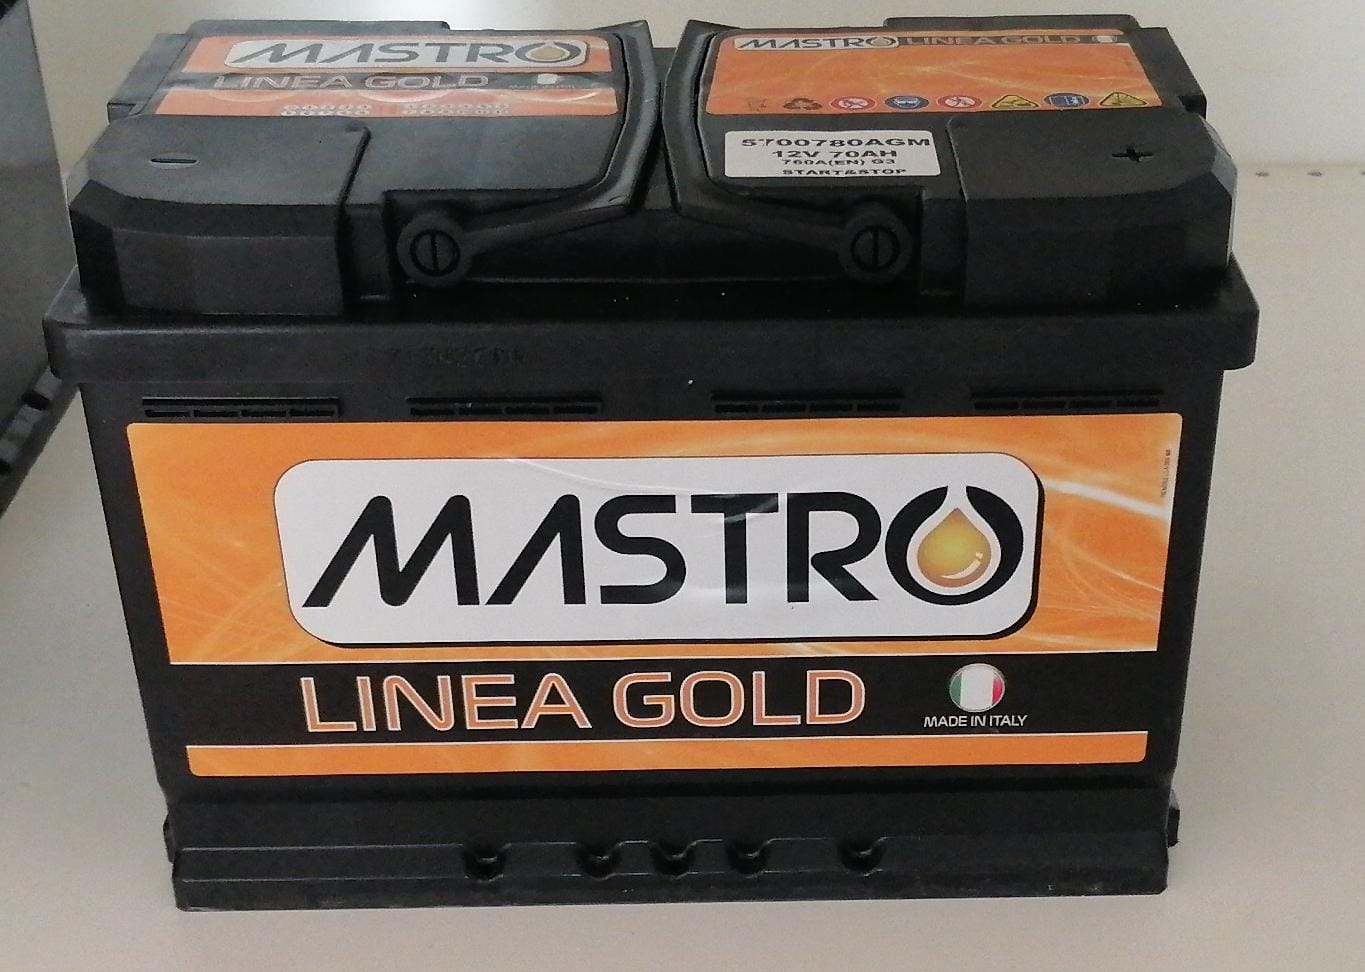 MASTRO
LINEA GOLD
MASTRO LINEA GOLD
5700780AGM
12V 70AH
760A(EN) G3
START&STOP
−
+
MASTRO
LINEA GOLD
MADE IN ITALY